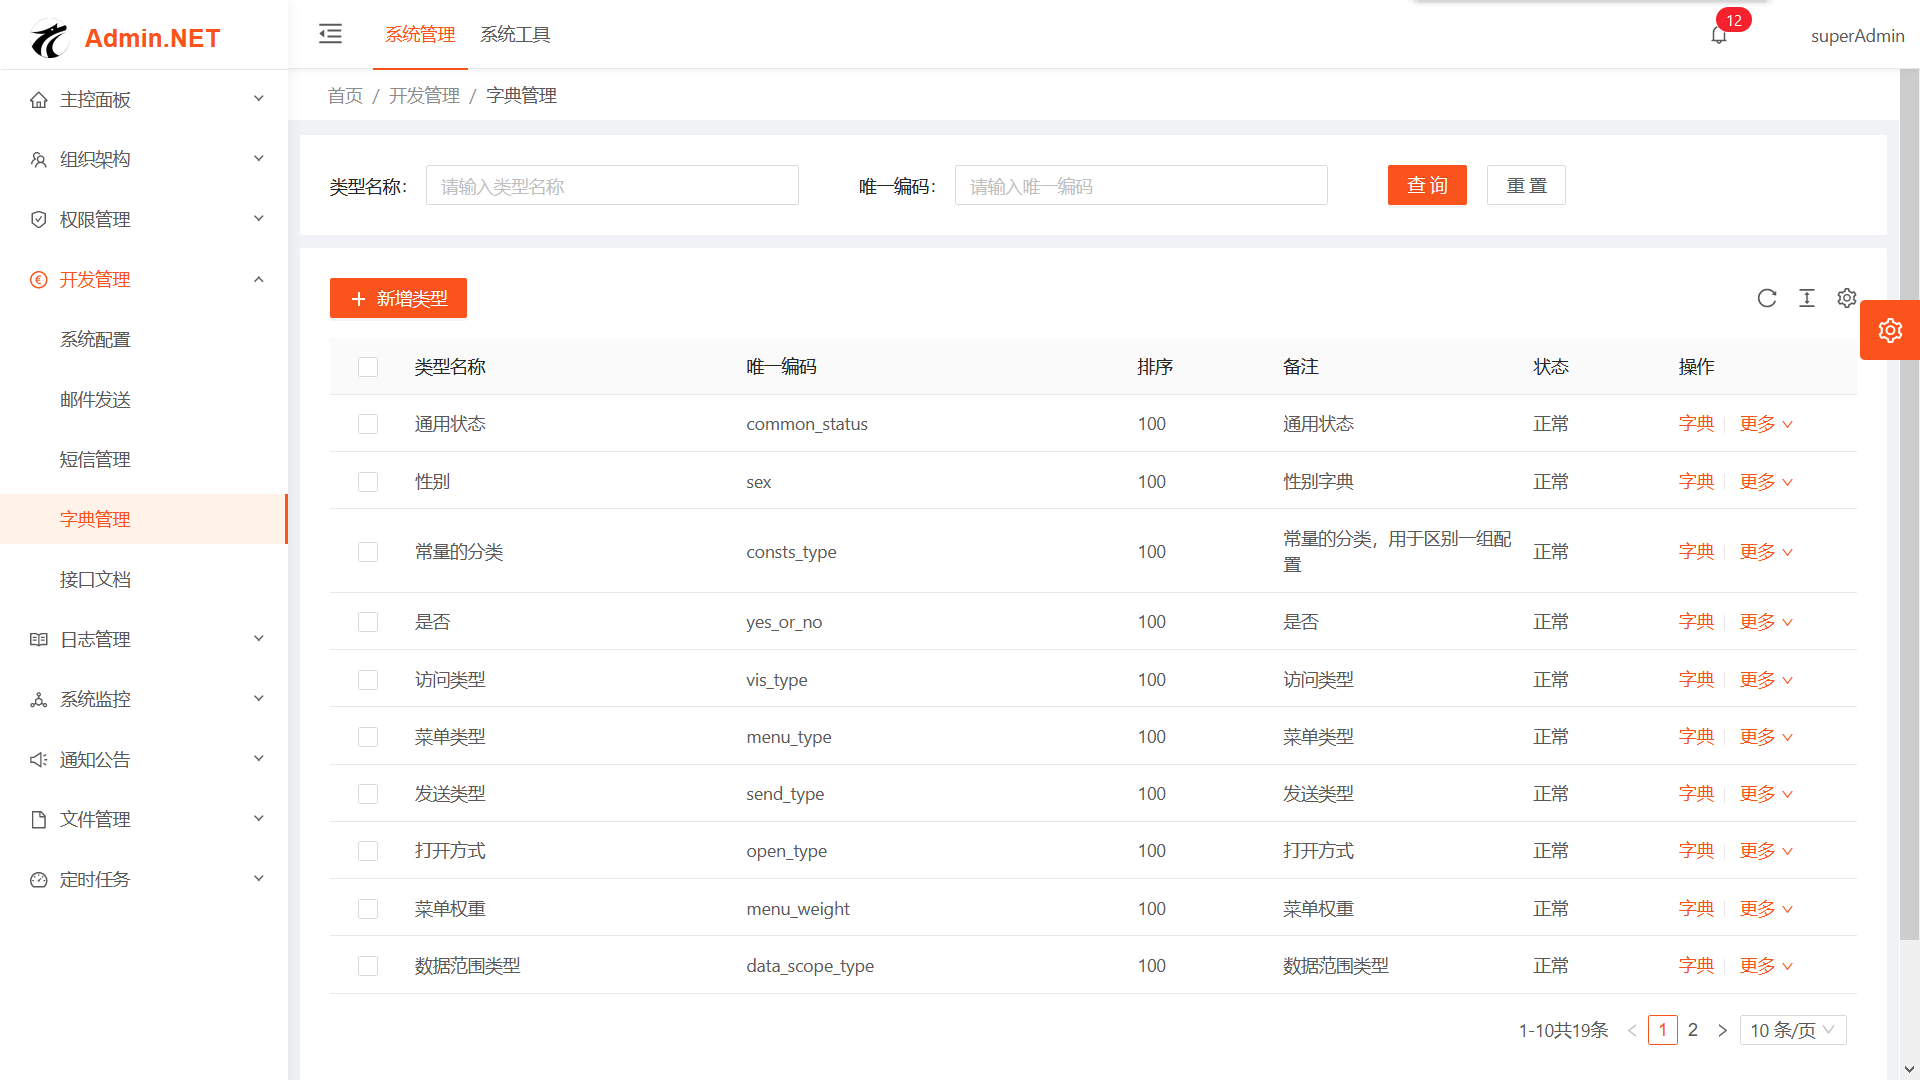 Admin.NET
系统管理 系统工具
12
superAdmin
首页 / 开发管理 / 字典管理
主控面板
组织架构
权限管理
开发管理
系统配置
邮件发送
短信管理
字典管理
接口文档
日志管理
系统监控
通知公告
文件管理
定时任务
类型名称: 请输入类型名称 唯一编码: 请输入唯一编码 查 询 重 置
新增类型
类型名称 唯一编码 排序 备注 状态 操作
通用状态 common_status 100 通用状态 正常 字典 更多
性别 sex 100 性别字典 正常 字典 更多
常量的分类 consts_type 100 常量的分类，用于区别一组配 正常 字典 更多
置
是否 yes_or_no 100 是否 正常 字典 更多
访问类型 vis_type 100 访问类型 正常 字典 更多
菜单类型 menu_type 100 菜单类型 正常 字典 更多
发送类型 send_type 100 发送类型 正常 字典 更多
打开方式 open_type 100 打开方式 正常 字典 更多
菜单权重 menu_weight 100 菜单权重 正常 字典 更多
数据范围类型 data_scope_type 100 数据范围类型 正常 字典 更多
1-10共19条 < 1 2 > 10 条/页